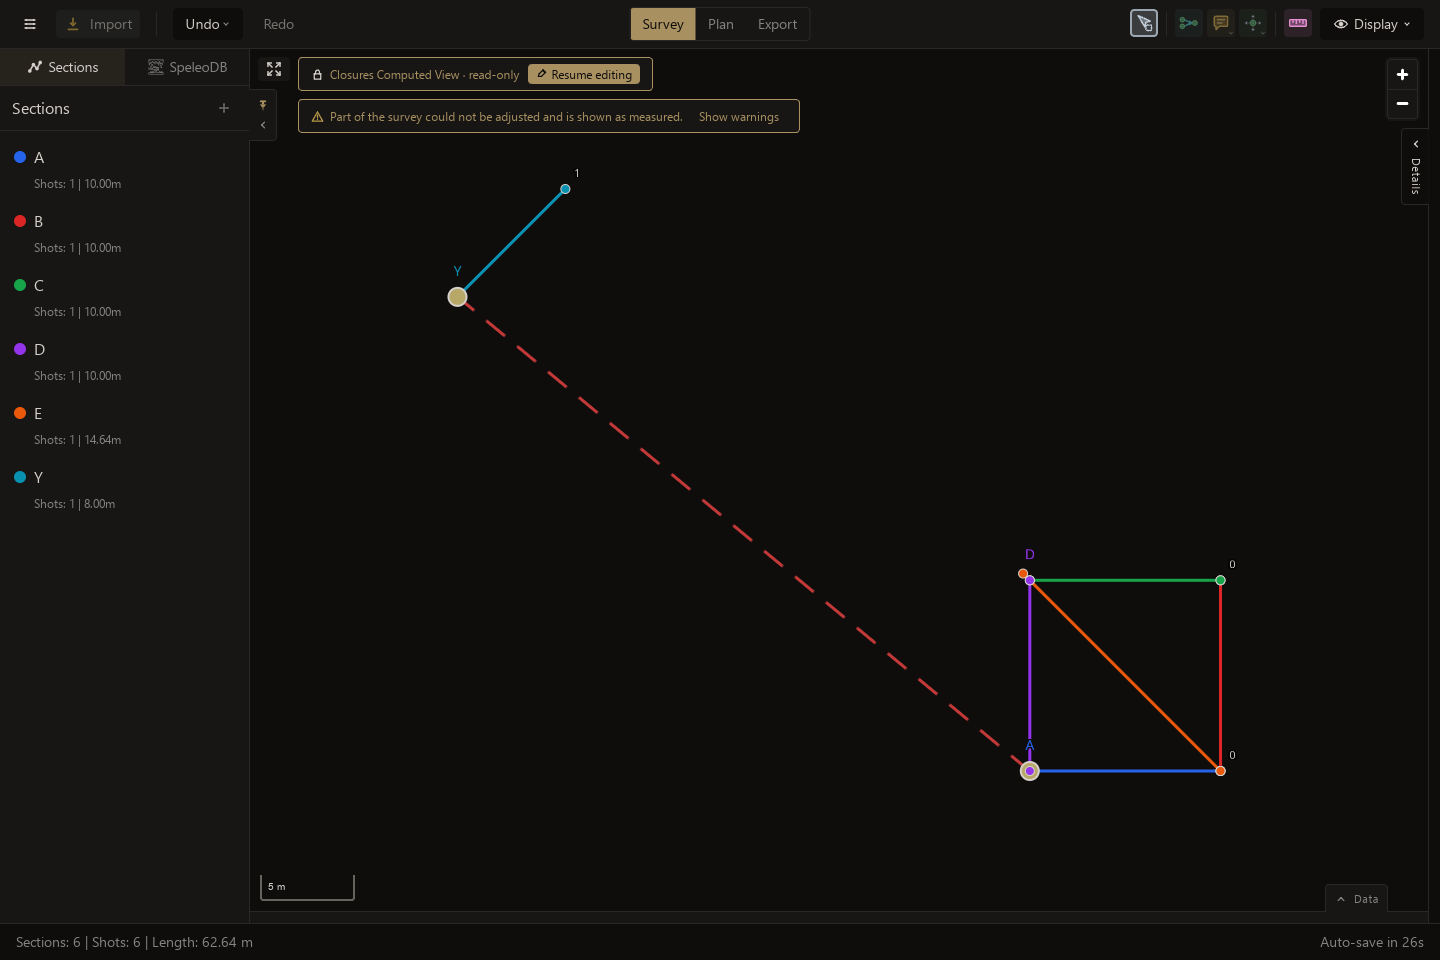 Import
Undo
Redo
Survey
Plan
Export
Display
Sections
SpeleoDB
Closures Computed View · read-only
Resume editing
Part of the survey could not be adjusted and is shown as measured.
Show warnings
Sections
A
Shots: 1 | 10.00m
B
Shots: 1 | 10.00m
C
Shots: 1 | 10.00m
D
Shots: 1 | 10.00m
E
Shots: 1 | 14.64m
Y
Shots: 1 | 8.00m
Details
1
Y
D
0
A
0
5 m
Data
Sections: 6 | Shots: 6 | Length: 62.64 m
Auto-save in 26s